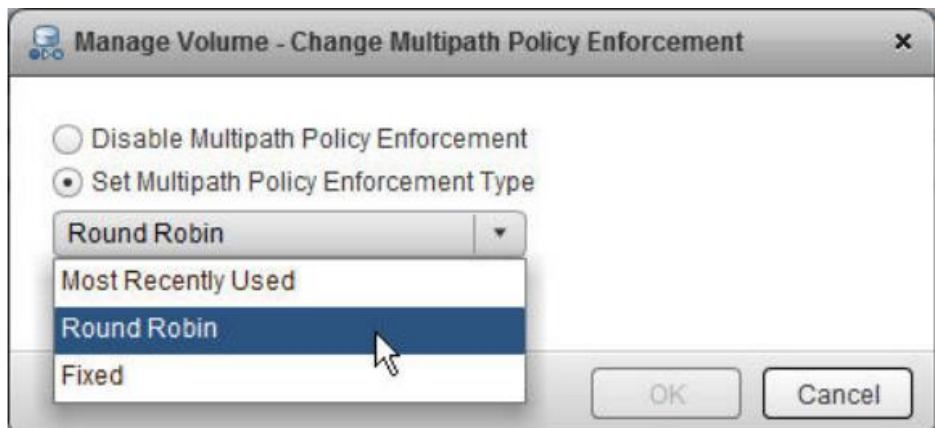 Manage Volume - Change Multipath Policy Enforcement
Disable Multipath Policy Enforcement
Set Multipath Policy Enforcement Type
Round Robin
Most Recently Used
Round Robin
Fixed
OK Cancel